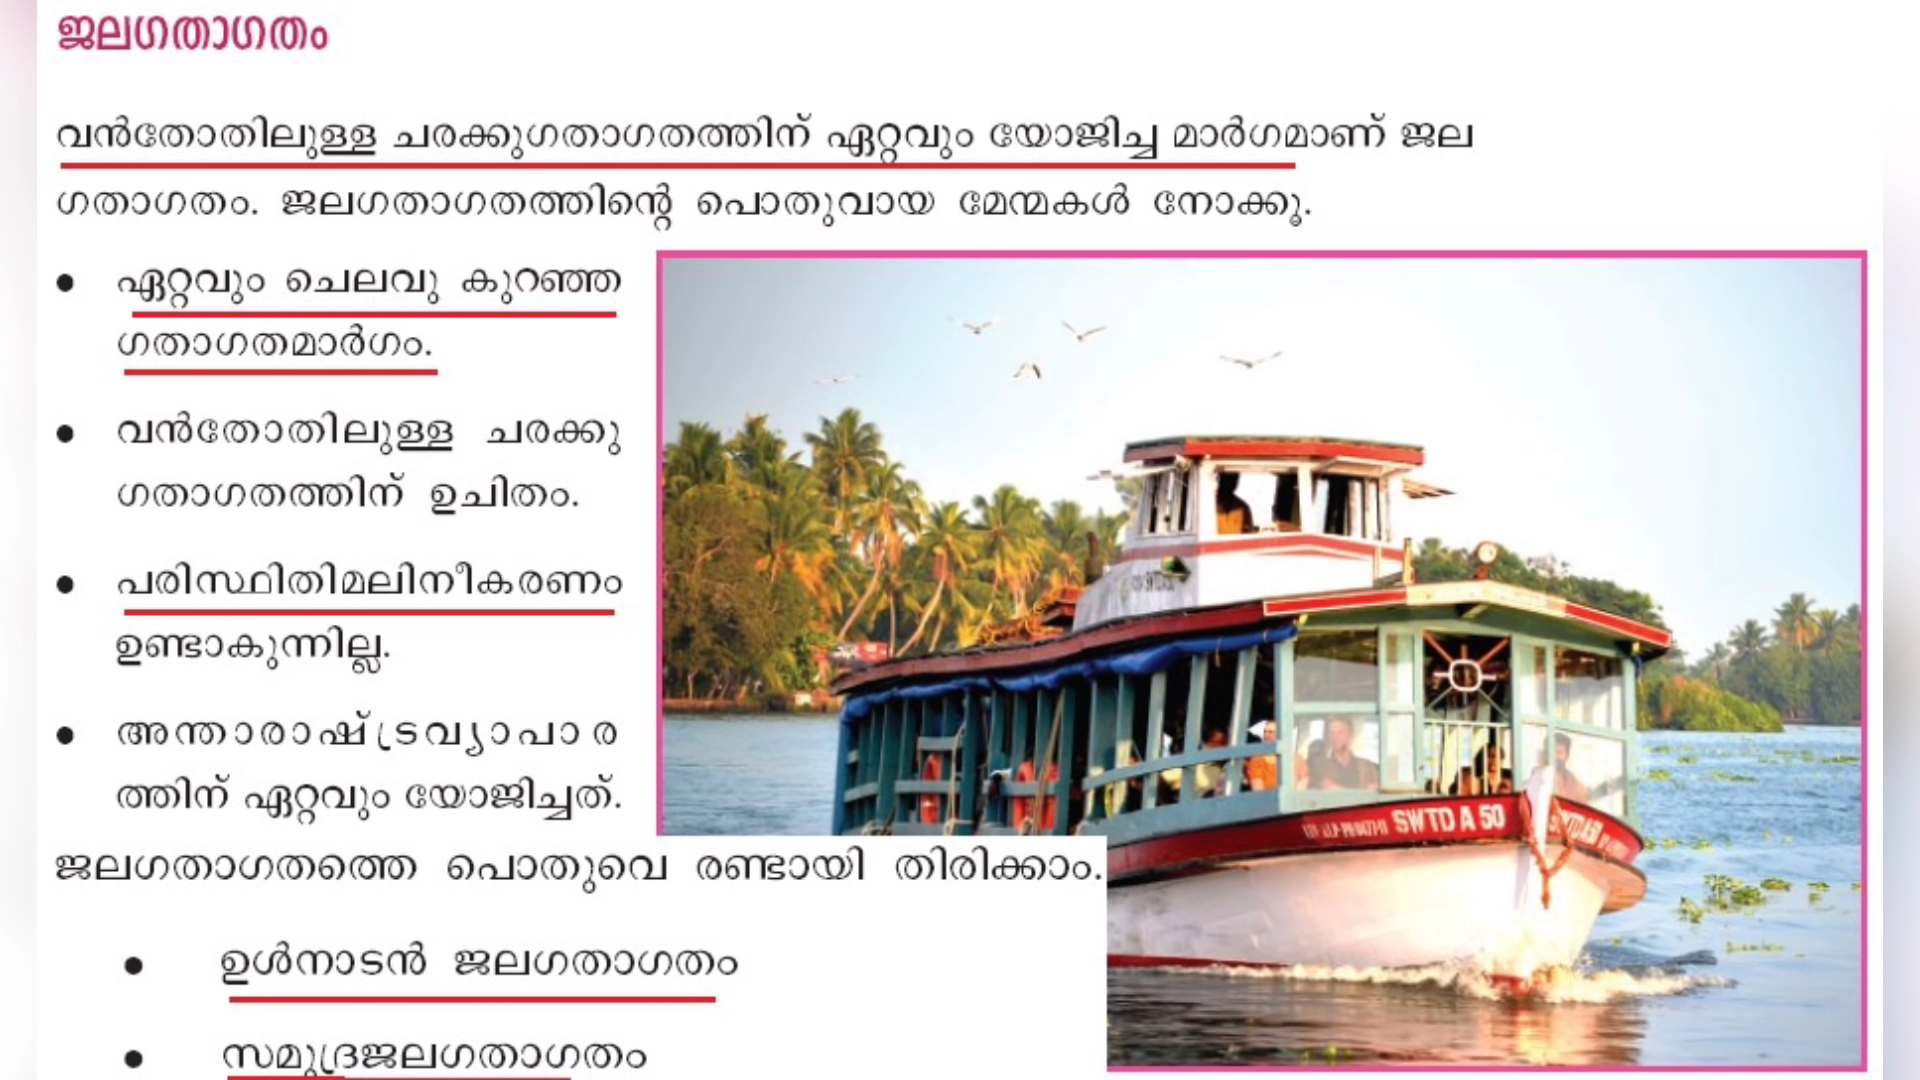 ജലഗതാഗതം
വൻതോതിലുള്ള ചരക്കുഗതാഗതത്തിന് ഏറ്റവും യോജിച്ച മാർഗമാണ് ജല
ഗതാഗതം. ജലഗതാഗതത്തിന്റെ പൊതുവായ മേന്മകൾ നോക്കൂ.
• ഏറ്റവും ചെലവു കുറഞ്ഞ
ഗതാഗതമാർഗം.
• വൻതോതിലുള്ള ചരക്കു
ഗതാഗതത്തിന് ഉചിതം.
• പരിസ്ഥിതിമലിനീകരണം
ഉണ്ടാകുന്നില്ല.
• അന്താരാഷ്ട്രവ്യാപാര
ത്തിന് ഏറ്റവും യോജിച്ചത്.
ജലഗതാഗതത്തെ പൊതുവെ രണ്ടായി തിരിക്കാം.
• ഉൾനാടൻ ജലഗതാഗതം
• സമുദ്രജലഗതാഗതം
SWTD A 50